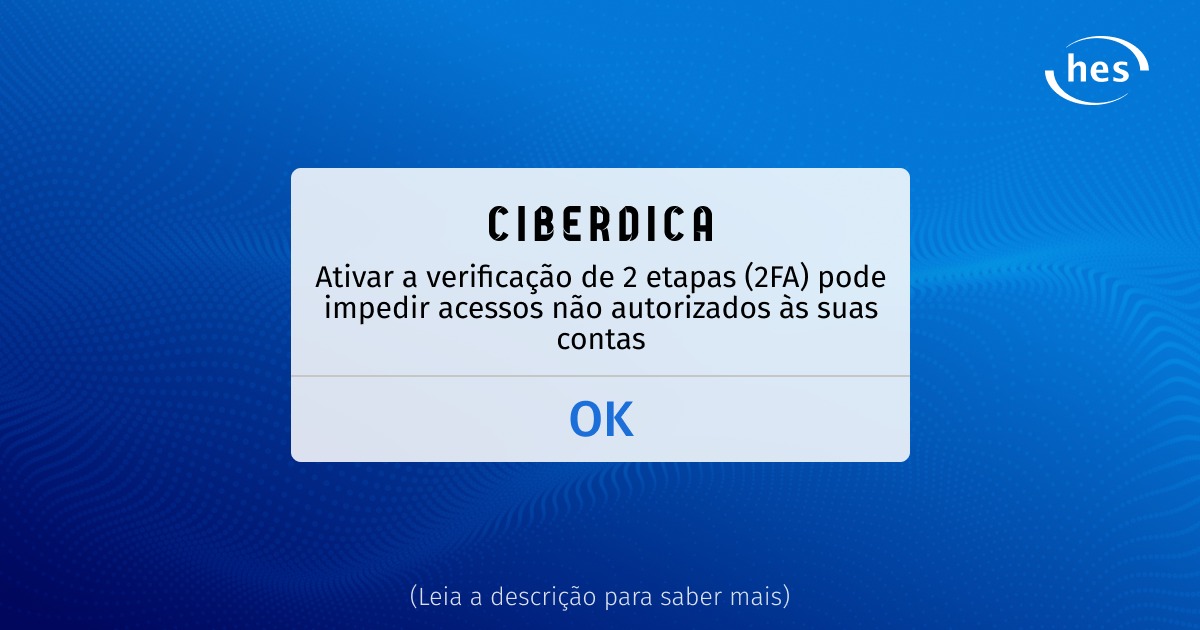 hes
CIBERDICA
Ativar a verificação de 2 etapas (2FA) pode
impedir acessos não autorizados às suas
contas
OK
(Leia a descrição para saber mais)